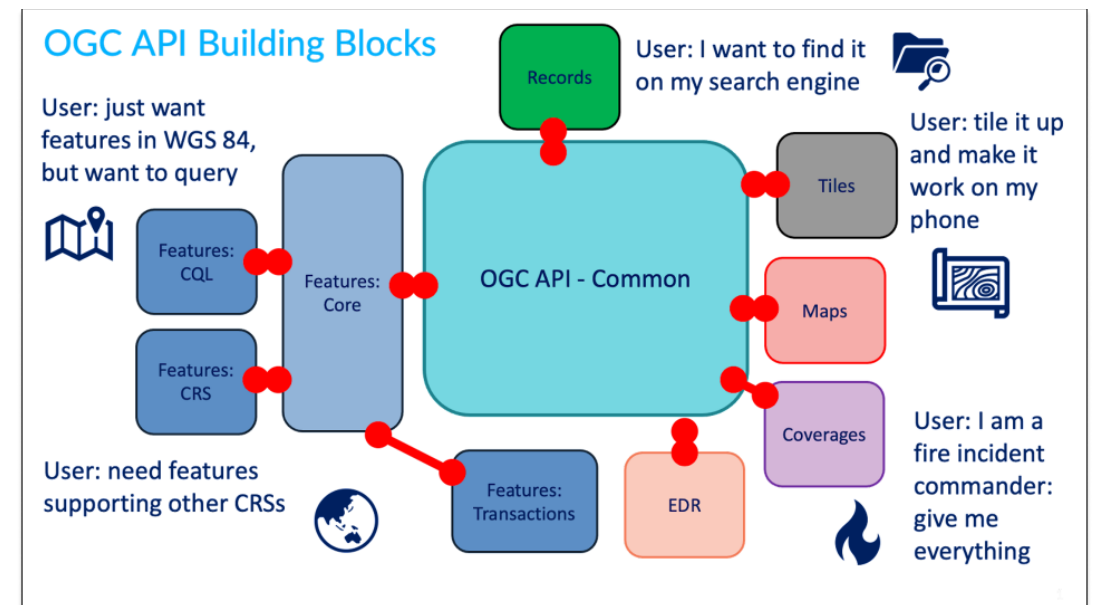 OGC API Building Blocks
Records
User: I want to find it
on my search engine
User: just want
features in WGS 84,
but want to query
User: tile it up
and make it
work on my
phone
Tiles
Features:
CQL
Features:
Core
OGC API - Common
Maps
Features:
CRS
Coverages
User: I am a
fire incident
commander:
give me
everything
User: need features
supporting other CRSs
Features:
Transactions
EDR